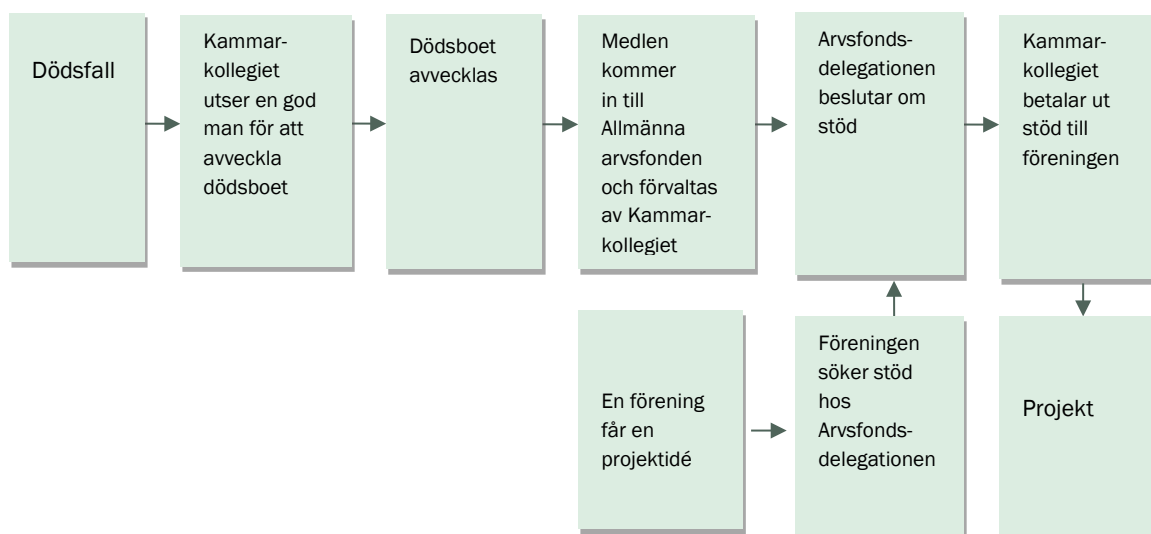 Dödsfall
Kammar-
kollegiet
utser en god
man för att
avveckla
dödsboet
Dödsboet
avvecklas
Medlen
kommer
in till
Allmänna
arvsfonden
och förvaltas
av Kammar-
kollegiet
Arvsfonds-
delegationen
beslutar om
stöd
Kammar-
kollegiet
betalar ut
stöd till
föreningen
En förening
får en
projektidé
Föreningen
söker stöd
hos
Arvsfonds-
delegationen
Projekt